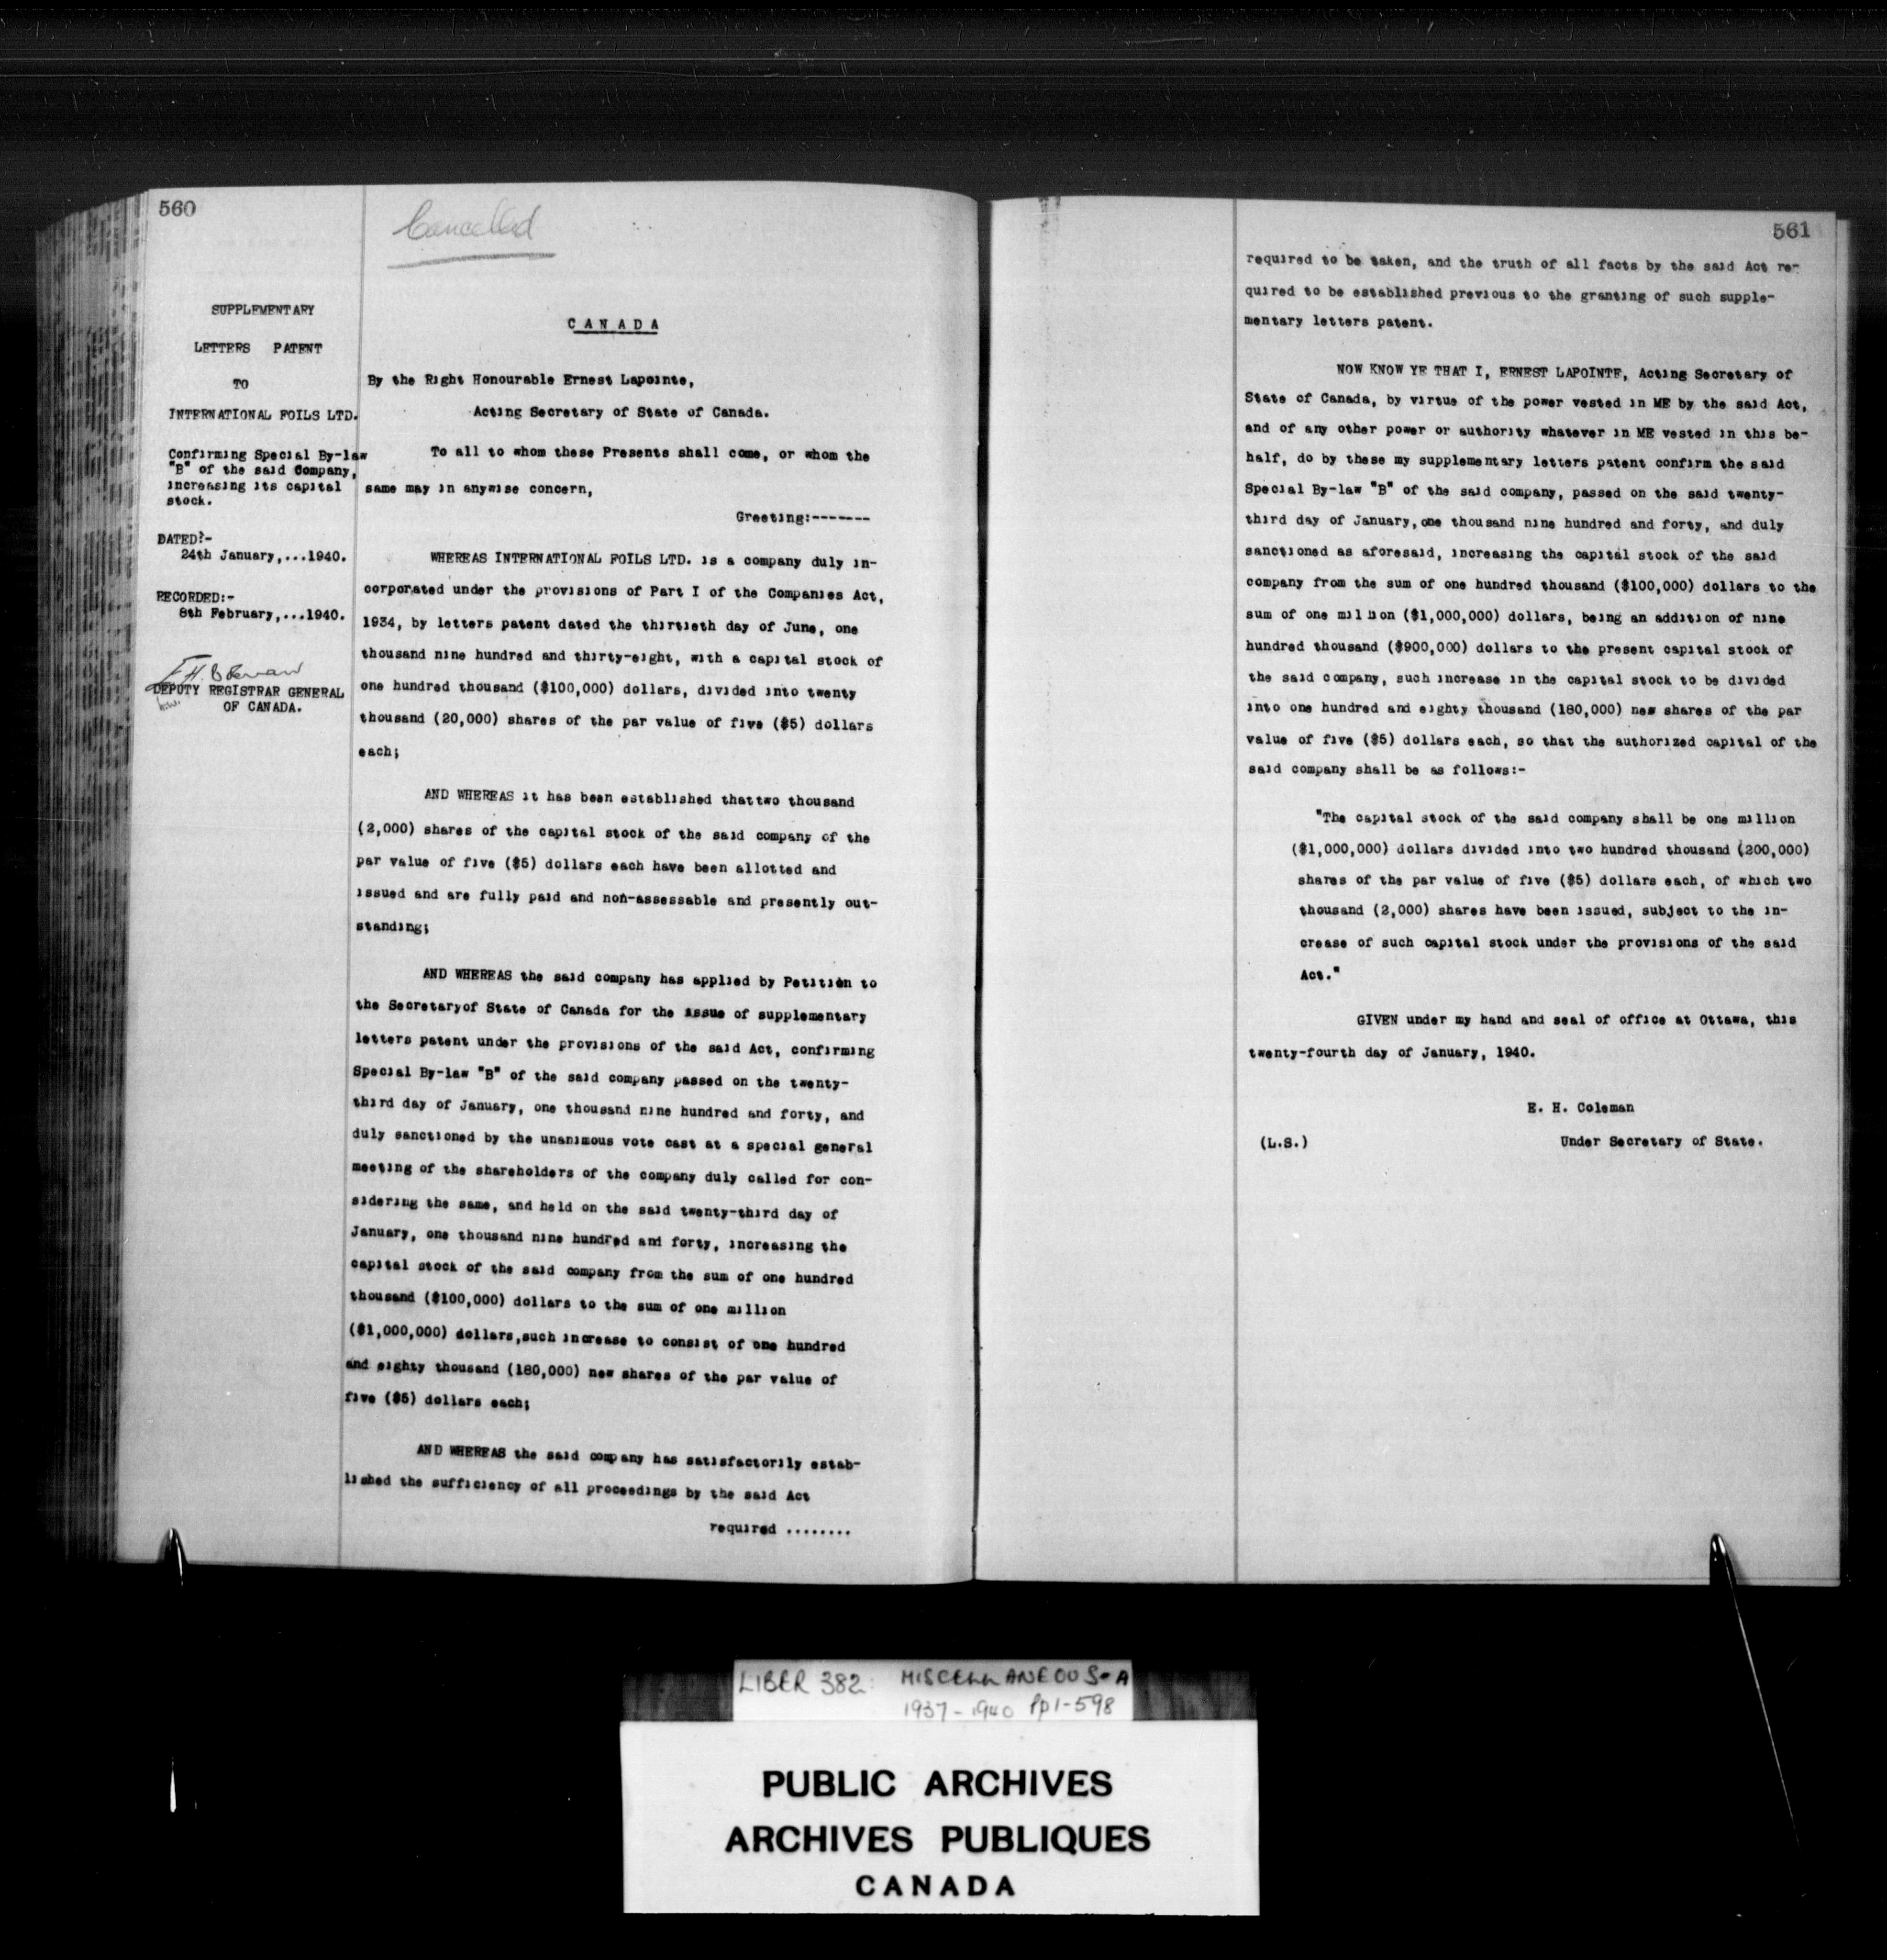 560
Cancelled
SUPPLEMENTARY
LETTERS PATENT
TO
INTERNATIONAL FOILS LTD.
Confirming Special By-law
"B" of the said Company,
increasing its capital
stock.
DATED:-
24th January,...1940.
RECORDED:-
8th February,...1940.
DEPUTY REGISTRAR GENERAL
OF CANADA.
CANADA
By the Right Honourable Ernest Lapointe,
Acting Secretary of State of Canada.
To all to whom these Presents shall come, or whom the
same may in anywise concern,
Greeting:-------
WHEREAS INTERNATIONAL FOILS LTD. is a company duly in-
corporated under the provisions of Part I of the Companies Act,
1934, by letters patent dated the thirtieth day of June, one
thousand nine hundred and thirty-eight, with a capital stock of
one hundred thousand ($100,000) dollars, divided into twenty
thousand (20,000) shares of the par value of five ($5) dollars
each;
AND WHEREAS it has been established thattwo thousand
(2,000) shares of the capital stock of the said company of the
par value of five ($5) dollars each have been allotted and
issued and are fully paid and non-assessable and presently out-
standing;
AND WHEREAS the said company has applied by Petition to
the Secretaryof State of Canada for the issue of supplementary
letters patent under the provisions of the said Act, confirming
Special By-law "B" of the said company passed on the twenty-
third day of January, one thousand nine hundred and forty, and
duly sanctioned by the unanimous vote cast at a special general
meeting of the shareholders of the company duly called for con-
sidering the same, and held on the said twenty-third day of
January, one thousand nine hundred and forty, increasing the
capital stock of the said company from the sum of one hundred
thousand ($100,000) dollars to the sum of one million
($1,000,000) dollars,such increase to consist of one hundred
and eighty thousand (180,000) new shares of the par value of
five ($5) dollars each;
AND WHEREAS the said company has satisfactorily estab-
lished the sufficiency of all proceedings by the said Act
required ........
561
required to be taken, and the truth of all facts by the said Act re-
quired to be established previous to the granting of such supple-
mentary letters patent.
NOW KNOW YE THAT I, ERNEST LAPOINTE, Acting Secretary of
State of Canada, by virtue of the power vested in ME by the said Act,
and of any other power or authority whatever in ME vested in this be-
half, do by these my supplementary letters patent confirm the said
Special By-law "B" of the said company, passed on the said twenty-
third day of January, one thousand nine hundred and forty, and duly
sanctioned as aforesaid, increasing the capital stock of the said
company from the sum of one hundred thousand ($100,000) dollars to the
sum of one million ($1,000,000) dollars, being an addition of nine
hundred thousand ($900,000) dollars to the present capital stock of
the said company, such increase in the capital stock to be divided
into one hundred and eighty thousand (180,000) new shares of the par
value of five ($5) dollars each, so that the authorized capital of the
said company shall be as follows:-
"The capital stock of the said company shall be one million
($1,000,000) dollars divided into two hundred thousand (200,000)
shares of the par value of five ($5) dollars each, of which two
thousand (2,000) shares have been issued, subject to the in-
crease of such capital stock under the provisions of the said
Act."
GIVEN under my hand and seal of office at Ottawa, this
twenty-fourth day of January, 1940.
E. H. Coleman
(L.S.) Under Secretary of State.
LIBER 382: MISCELLANEOUS-A
1937-1940 pp1-598
PUBLIC ARCHIVES
ARCHIVES PUBLIQUES
CANADA